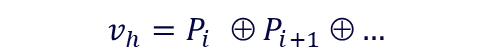 v_h = P_i ⊕ P_{i+1} ⊕ …